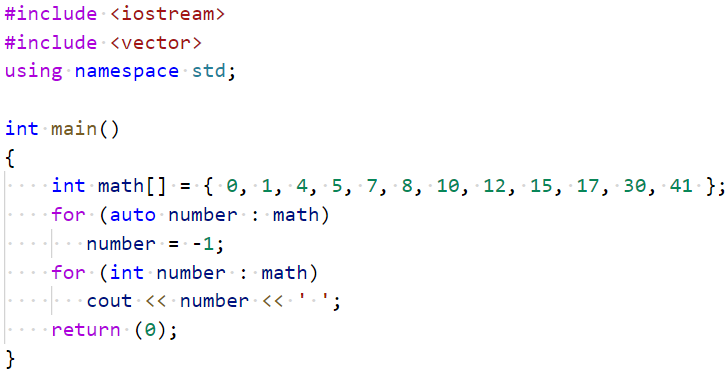 #include <iostream>
#include <vector>
using namespace std;

int main()
{
    int math[] = { 0, 1, 4, 5, 7, 8, 10, 12, 15, 17, 30, 41 };
    for (auto number : math)
        number = -1;
    for (int number : math)
        cout << number << ' ';
    return (0);
}